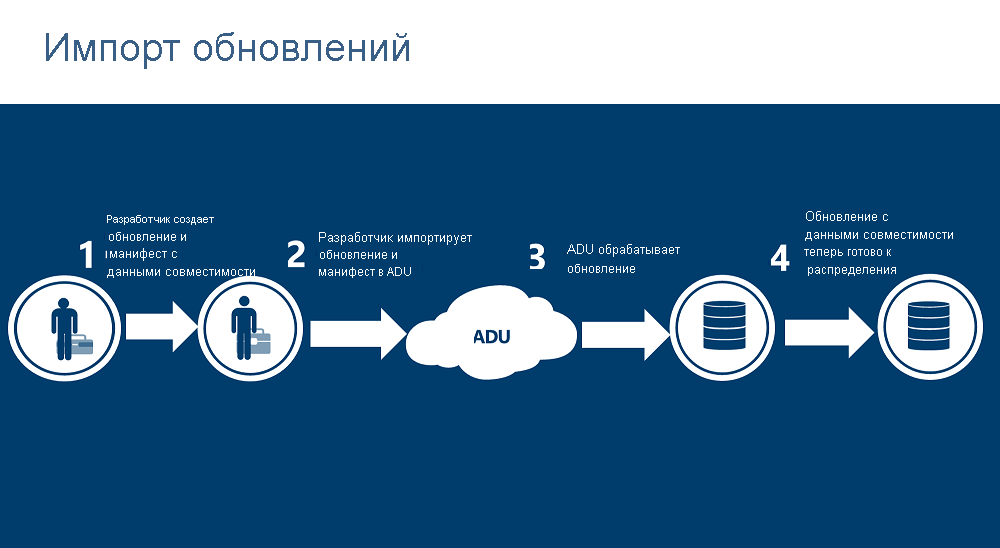 Импорт обновлений
1
Разработчик создает
обновление и
манифест с
данными совместимости
2
Разработчик импортирует
обновление и
манифест в ADU
3
ADU обрабатывает
обновление
4
Обновление с
данными совместимости
теперь готово к
распределения
ADU